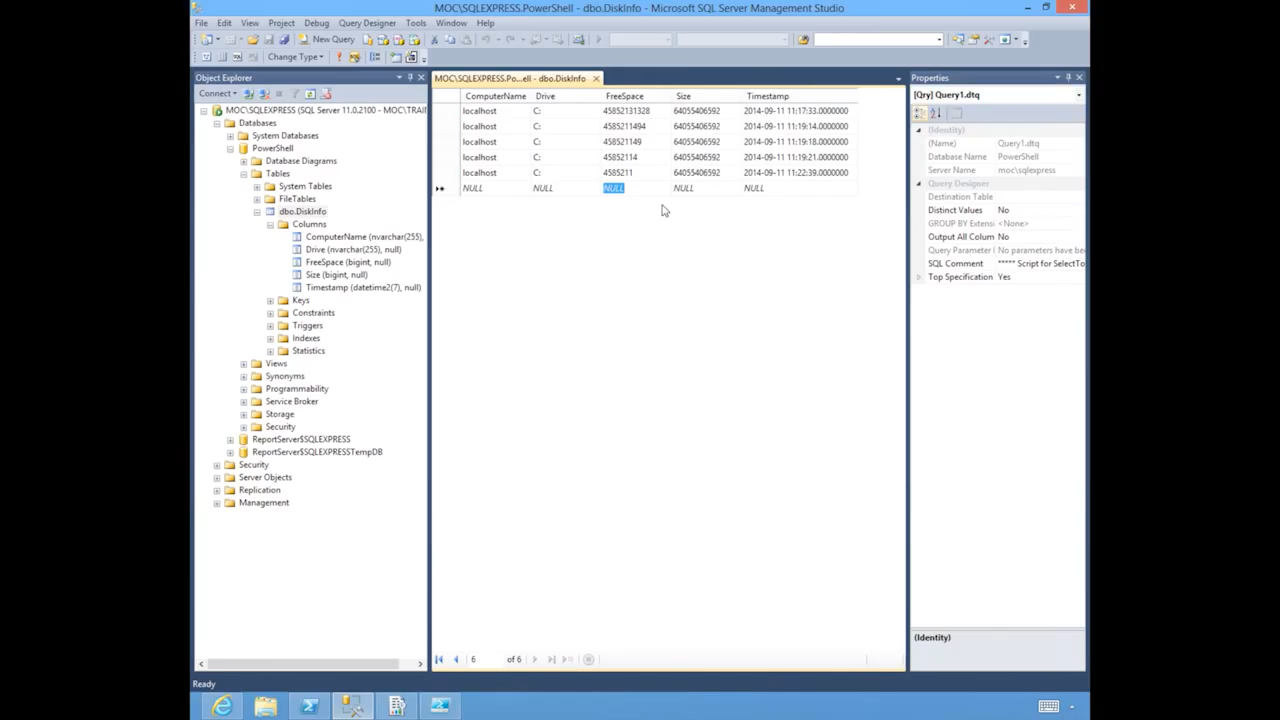 MOC\SQLEXPRESS.PowerShell - dbo.DiskInfo - Microsoft SQL Server Management Studio
File Edit View Project Debug Query Designer Tools Window Help
New Query
Change Type
Object Explorer
Connect
MOC\SQLEXPRESS (SQL Server 11.0.2100 - MOC\TRAI
Databases
System Databases
PowerShell
Database Diagrams
Tables
System Tables
FileTables
dbo.DiskInfo
Columns
ComputerName (nvarchar(255),
Drive (nvarchar(255), null)
FreeSpace (bigint, null)
Size (bigint, null)
Timestamp (datetime2(7), null)
Keys
Constraints
Triggers
Indexes
Statistics
Views
Synonyms
Programmability
Service Broker
Storage
Security
ReportServer$SQLEXPRESS
ReportServer$SQLEXPRESSTempDB
Security
Server Objects
Replication
Management
MOC\SQLEXPRESS.Po...ell - dbo.DiskInfo
ComputerName Drive FreeSpace Size Timestamp
localhost C: 45852131328 64055406592 2014-09-11 11:17:33.0000000
localhost C: 4585211494 64055406592 2014-09-11 11:19:14.0000000
localhost C: 458521149 64055406592 2014-09-11 11:19:18.0000000
localhost C: 45852114 64055406592 2014-09-11 11:19:21.0000000
localhost C: 4585211 64055406592 2014-09-11 11:22:39.0000000
NULL NULL NULL NULL NULL
6 of 6
Properties
[Qry] Query1.dtq
(Identity)
(Name) Query1.dtq
Database Name PowerShell
Server Name moc\sqlexpress
Query Designer
Destination Table
Distinct Values No
GROUP BY Extensi <None>
Output All Colum No
Query Parameter No parameters have be
SQL Comment ***** Script for SelectTo
Top Specification Yes
(Identity)
Ready